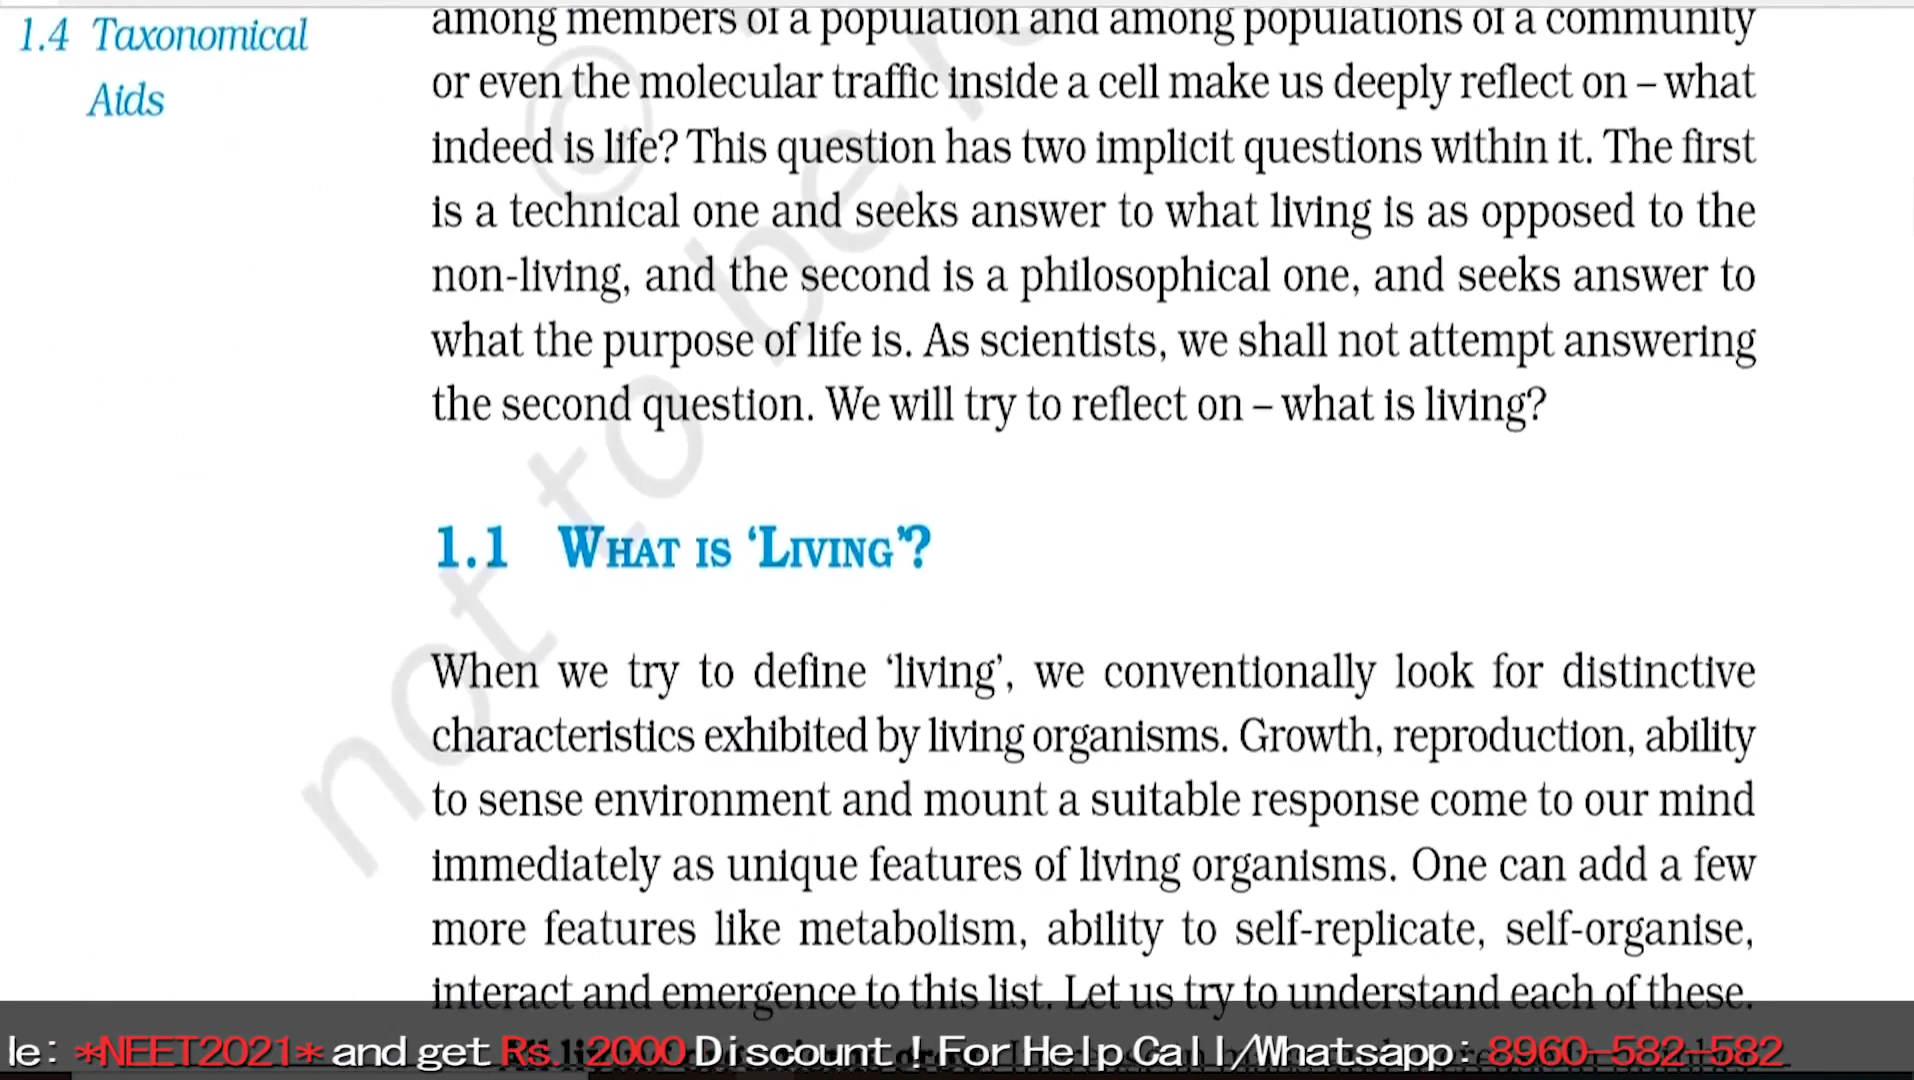 1.4 Taxonomical
Aids
among members of a population and among populations of a community
or even the molecular traffic inside a cell make us deeply reflect on – what
indeed is life? This question has two implicit questions within it. The first
is a technical one and seeks answer to what living is as opposed to the
non-living, and the second is a philosophical one, and seeks answer to
what the purpose of life is. As scientists, we shall not attempt answering
the second question. We will try to reflect on – what is living?
1.1 WHAT IS ‘LIVING’?
When we try to define ‘living’, we conventionally look for distinctive
characteristics exhibited by living organisms. Growth, reproduction, ability
to sense environment and mount a suitable response come to our mind
immediately as unique features of living organisms. One can add a few
more features like metabolism, ability to self-replicate, self-organise,
interact and emergence to this list. Let us try to understand each of these.
le: *NEET2021* and get Rs. 2000 Discount ! For Help Call/Whatsapp: 8960-582-582
© not to be